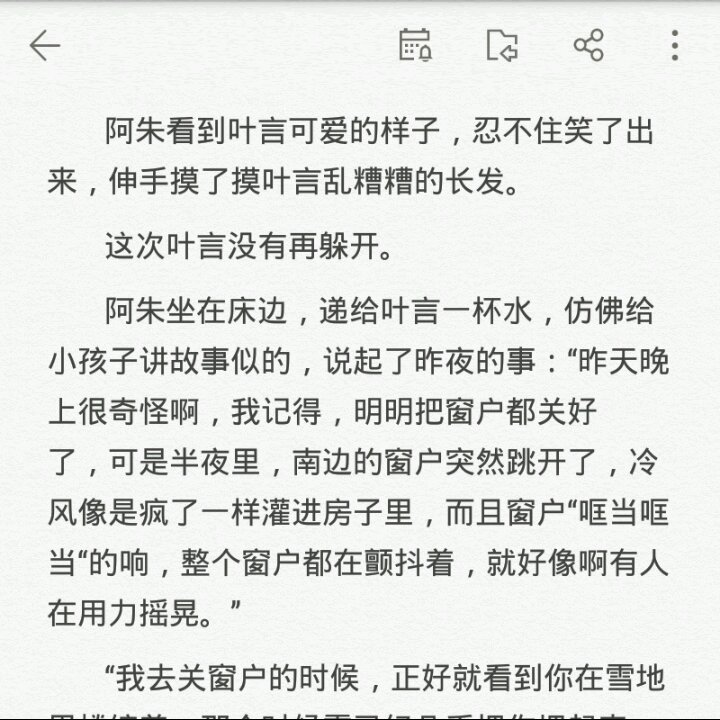 阿朱看到叶言可爱的样子，忍不住笑了出
来，伸手摸了摸叶言乱糟糟的长发。
这次叶言没有再躲开。
阿朱坐在床边，递给叶言一杯水，仿佛给
小孩子讲故事似的，说起了昨夜的事：“昨天晚
上很奇怪啊，我记得，明明把窗户都关好
了，可是半夜里，南边的窗户突然跳开了，冷
风像是疯了一样灌进房子里，而且窗户“哐当哐
当“的响，整个窗户都在颤抖着，就好像啊有人
在用力摇晃。”
“我去关窗户的时候，正好就看到你在雪地